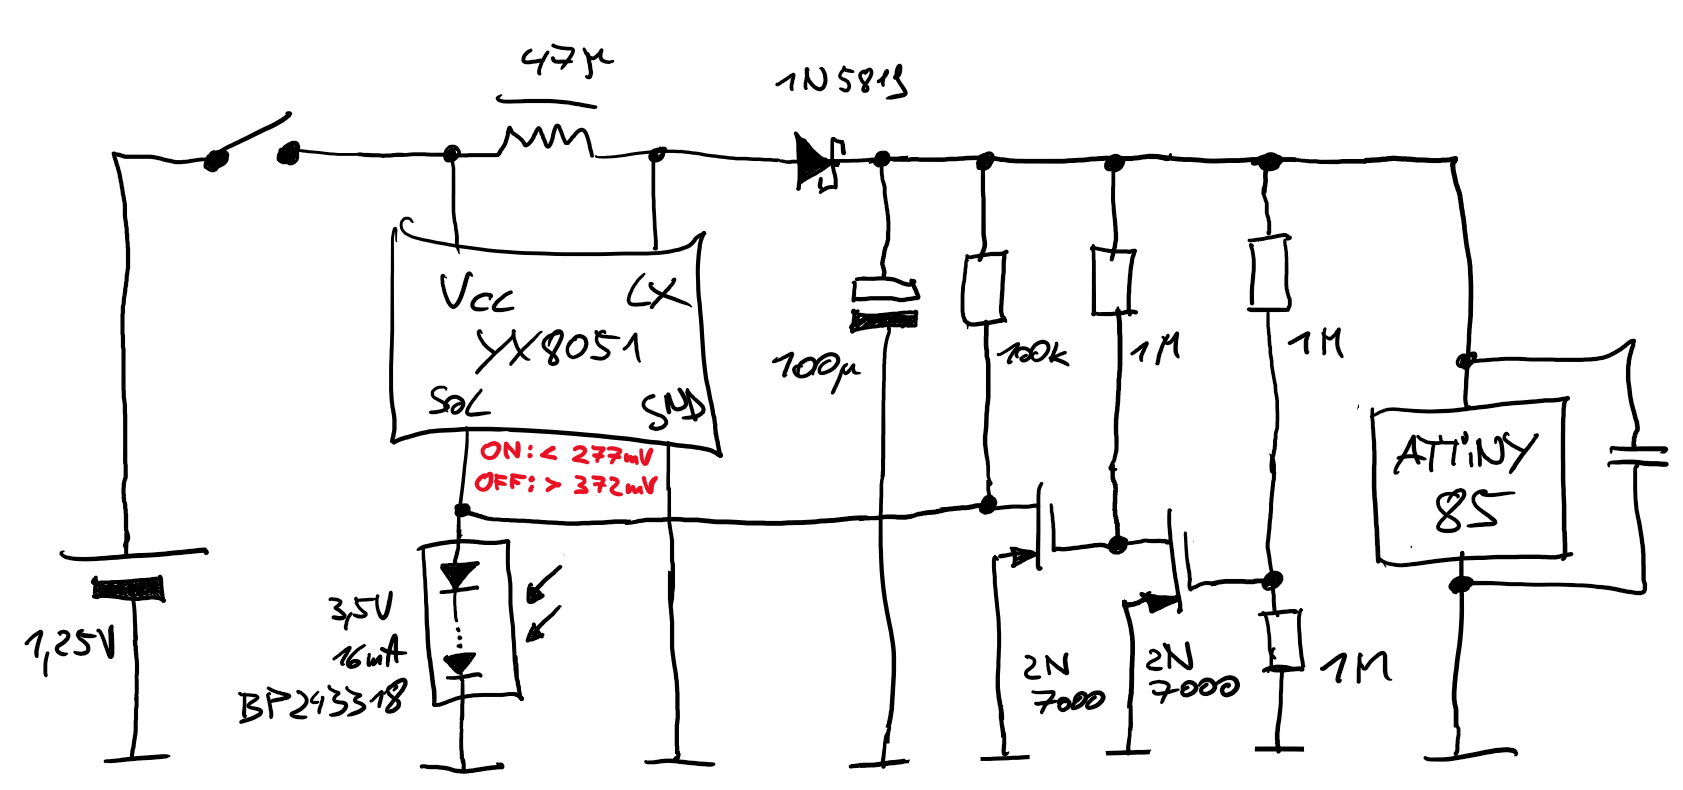 47µ
1N5819
VCC
LX
YX8051
SOL
GND
ON: < 277mV
OFF: > 372mV
100µ
100k
1M
1M
ATTiNY
85
3,5V
16mA
BP243318
1,25V
2N
7000
2N
7000
1M